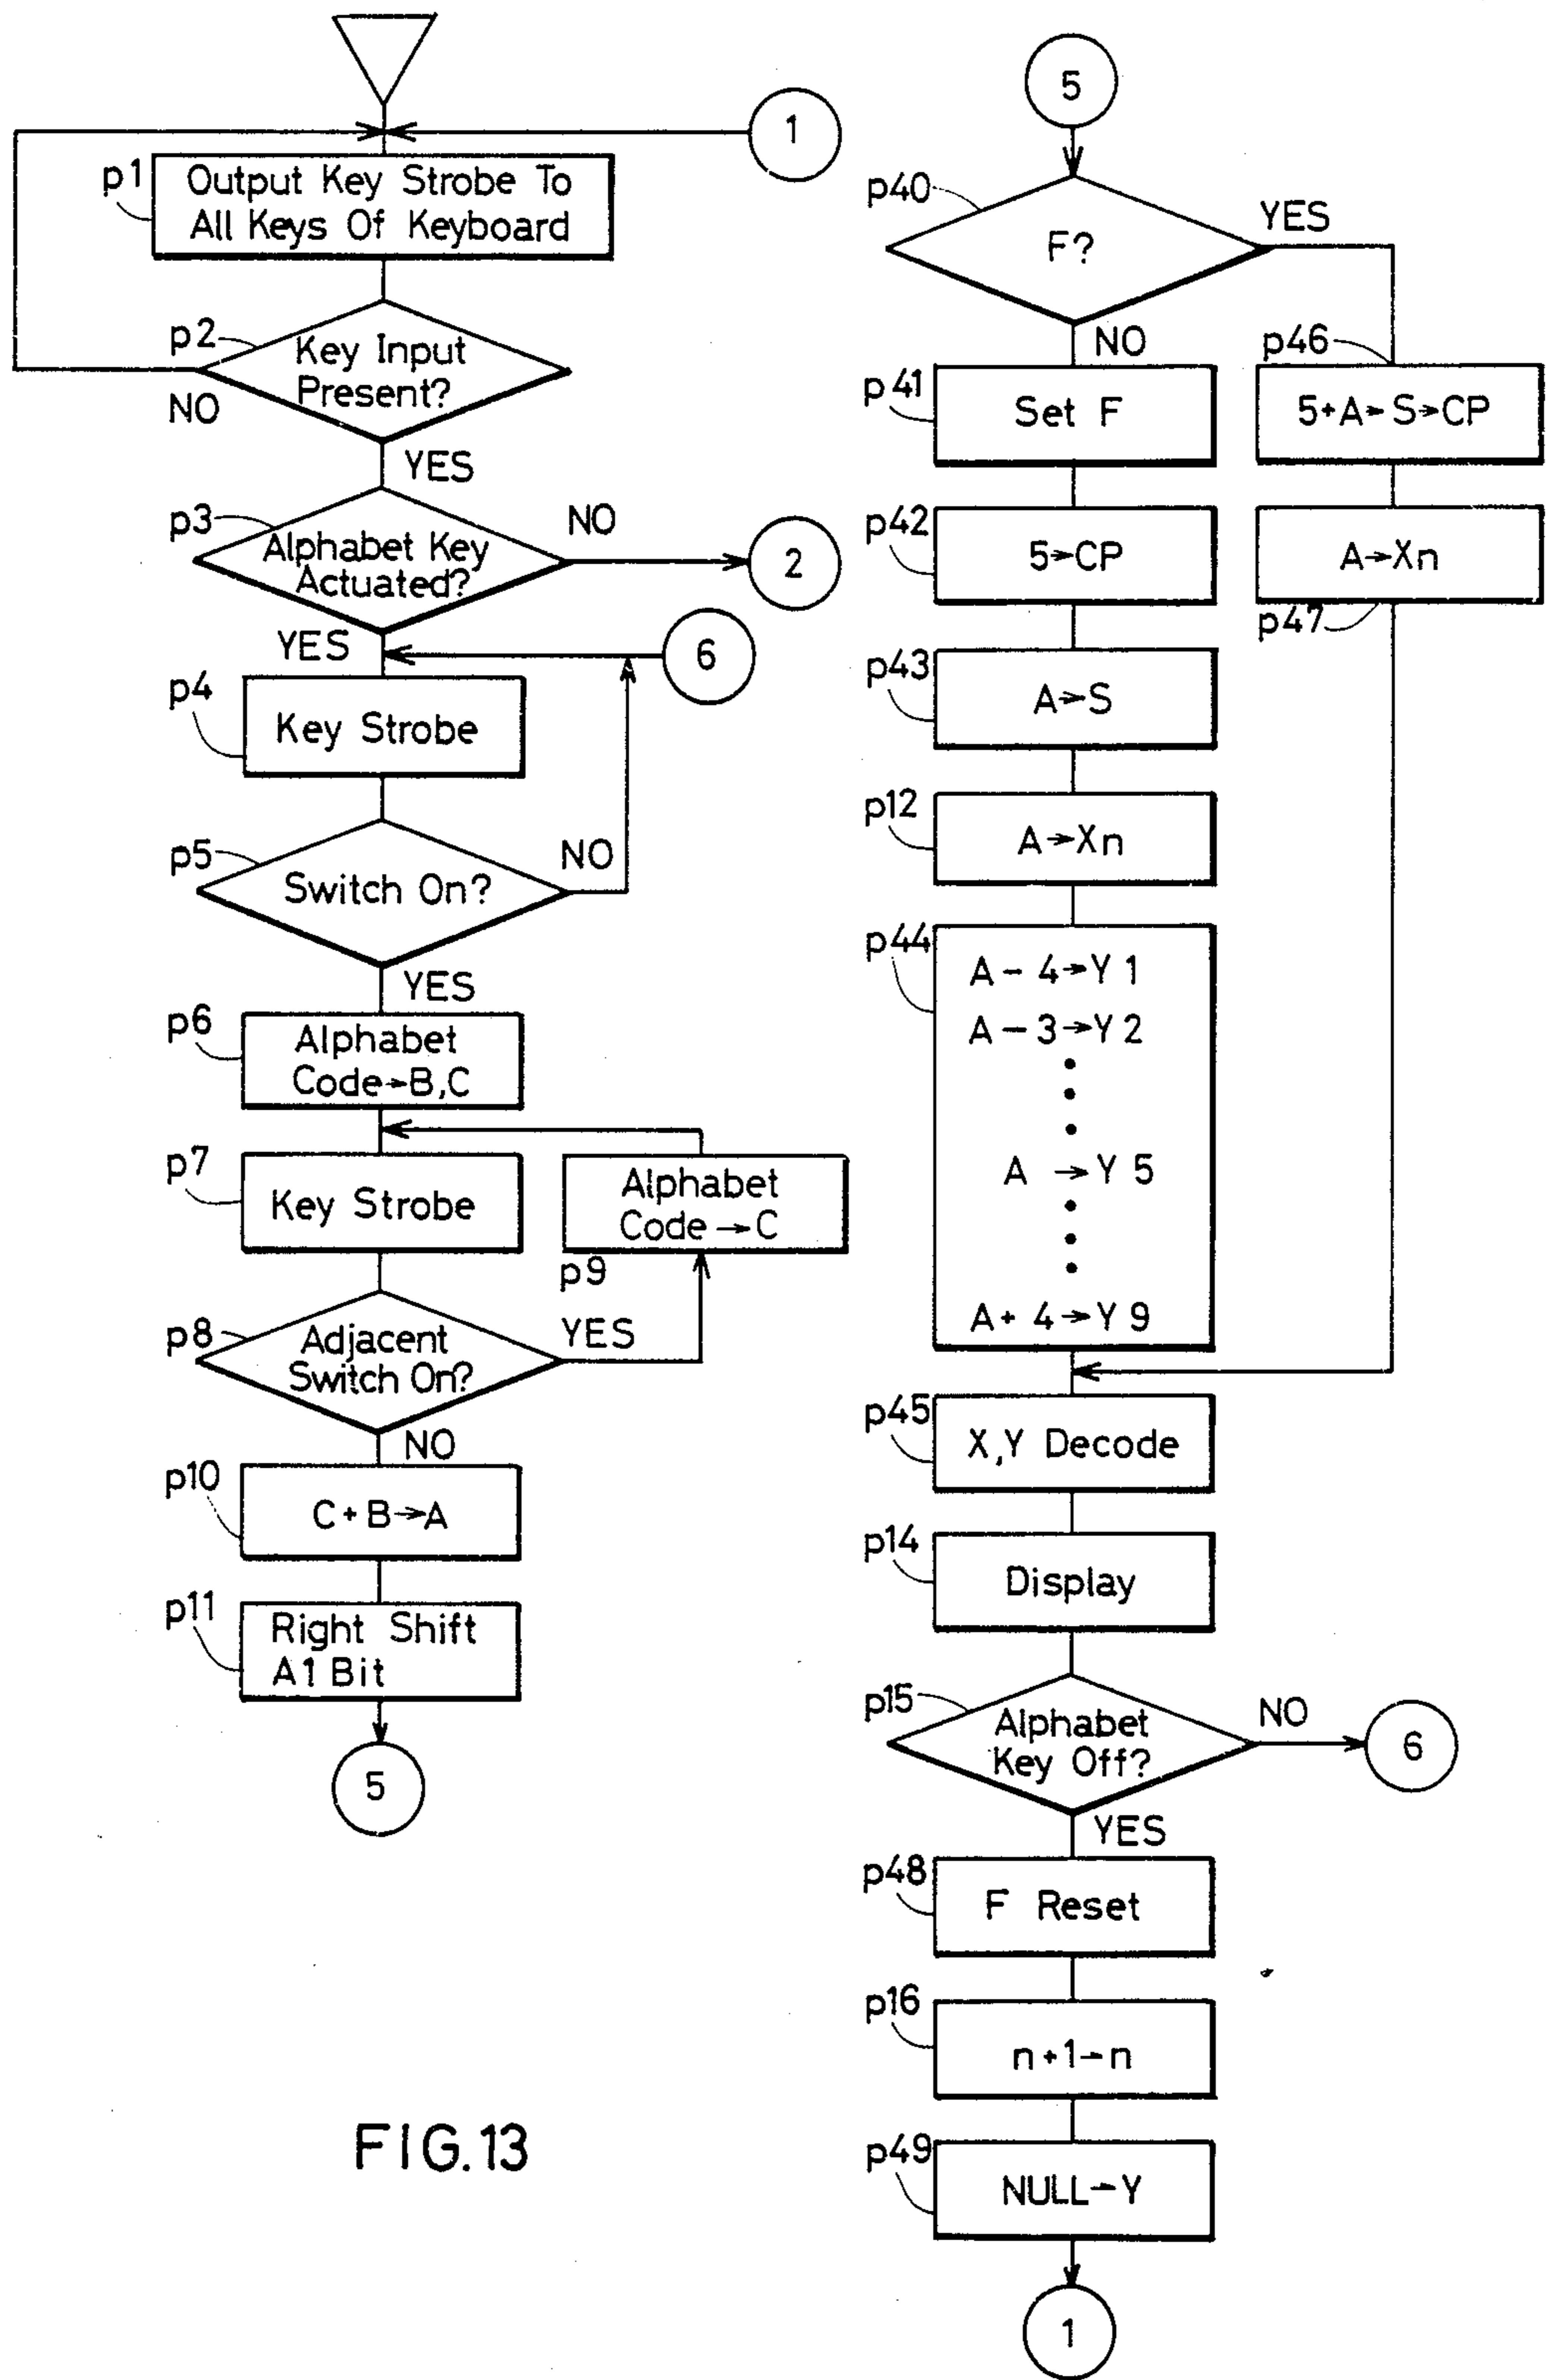 1
p1
Output Key Strobe To
All Keys Of Keyboard
p2
Key Input
Present?
NO
YES
p3
Alphabet Key
Actuated?
NO
2
YES
6
p4
Key Strobe
p5
Switch On?
NO
YES
p6
Alphabet
Code→B,C
p7
Key Strobe
Alphabet
Code→C
p9
p8
Adjacent
Switch On?
YES
NO
p10
C+B→A
p11
Right Shift
A1 Bit
5
5
p40
F?
YES
NO
p46
5+A→S→CP
p41
Set F
p42
5→CP
A→Xn
p47
p43
A→S
p12
A→Xn
p44
A-4→Y1
A-3→Y2
A →Y5
A+4→Y9
p45
X,Y Decode
p14
Display
p15
Alphabet
Key Off?
NO
6
YES
p48
F Reset
p16
n+1→n
p49
NULL→Y
1
FIG.13